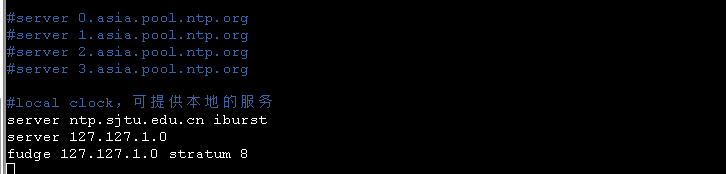 #server 0.asia.pool.ntp.org
#server 1.asia.pool.ntp.org
#server 2.asia.pool.ntp.org
#server 3.asia.pool.ntp.org
#local clock，可提供本地的服务
server ntp.sjtu.edu.cn iburst
server 127.127.1.0
fudge 127.127.1.0 stratum 8